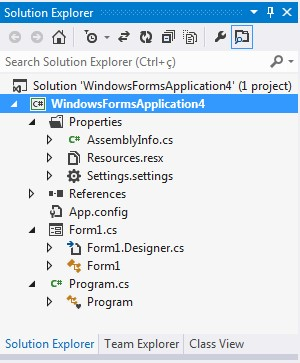 Solution Explorer
Search Solution Explorer (Ctrl+ç)
Solution 'WindowsFormsApplication4' (1 project)
C# WindowsFormsApplication4
Properties
C# AssemblyInfo.cs
Resources.resx
Settings.settings
References
App.config
Form1.cs
Form1.Designer.cs
Form1
C# Program.cs
Program
Solution Explorer Team Explorer Class View